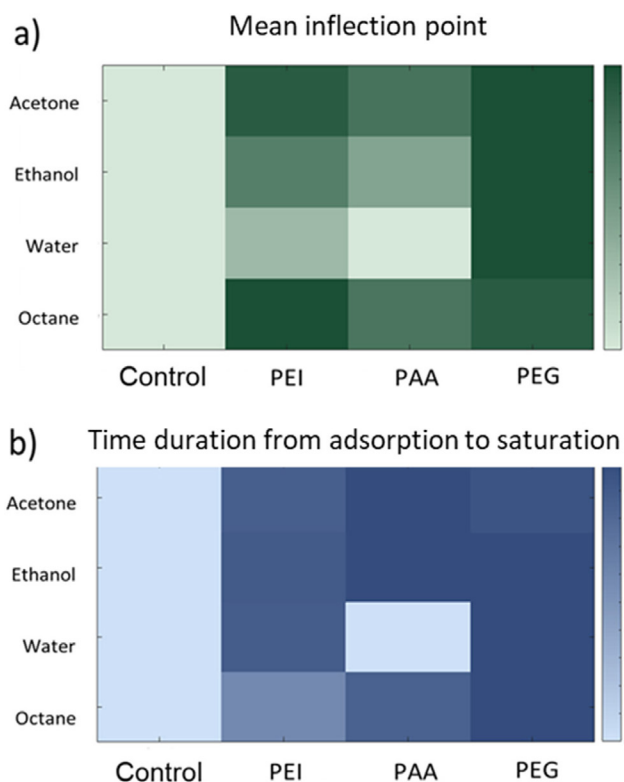 a)
Mean inflection point
Acetone
Ethanol
Water
Octane
Control PEI PAA PEG
b)
Time duration from adsorption to saturation
Acetone
Ethanol
Water
Octane
Control PEI PAA PEG